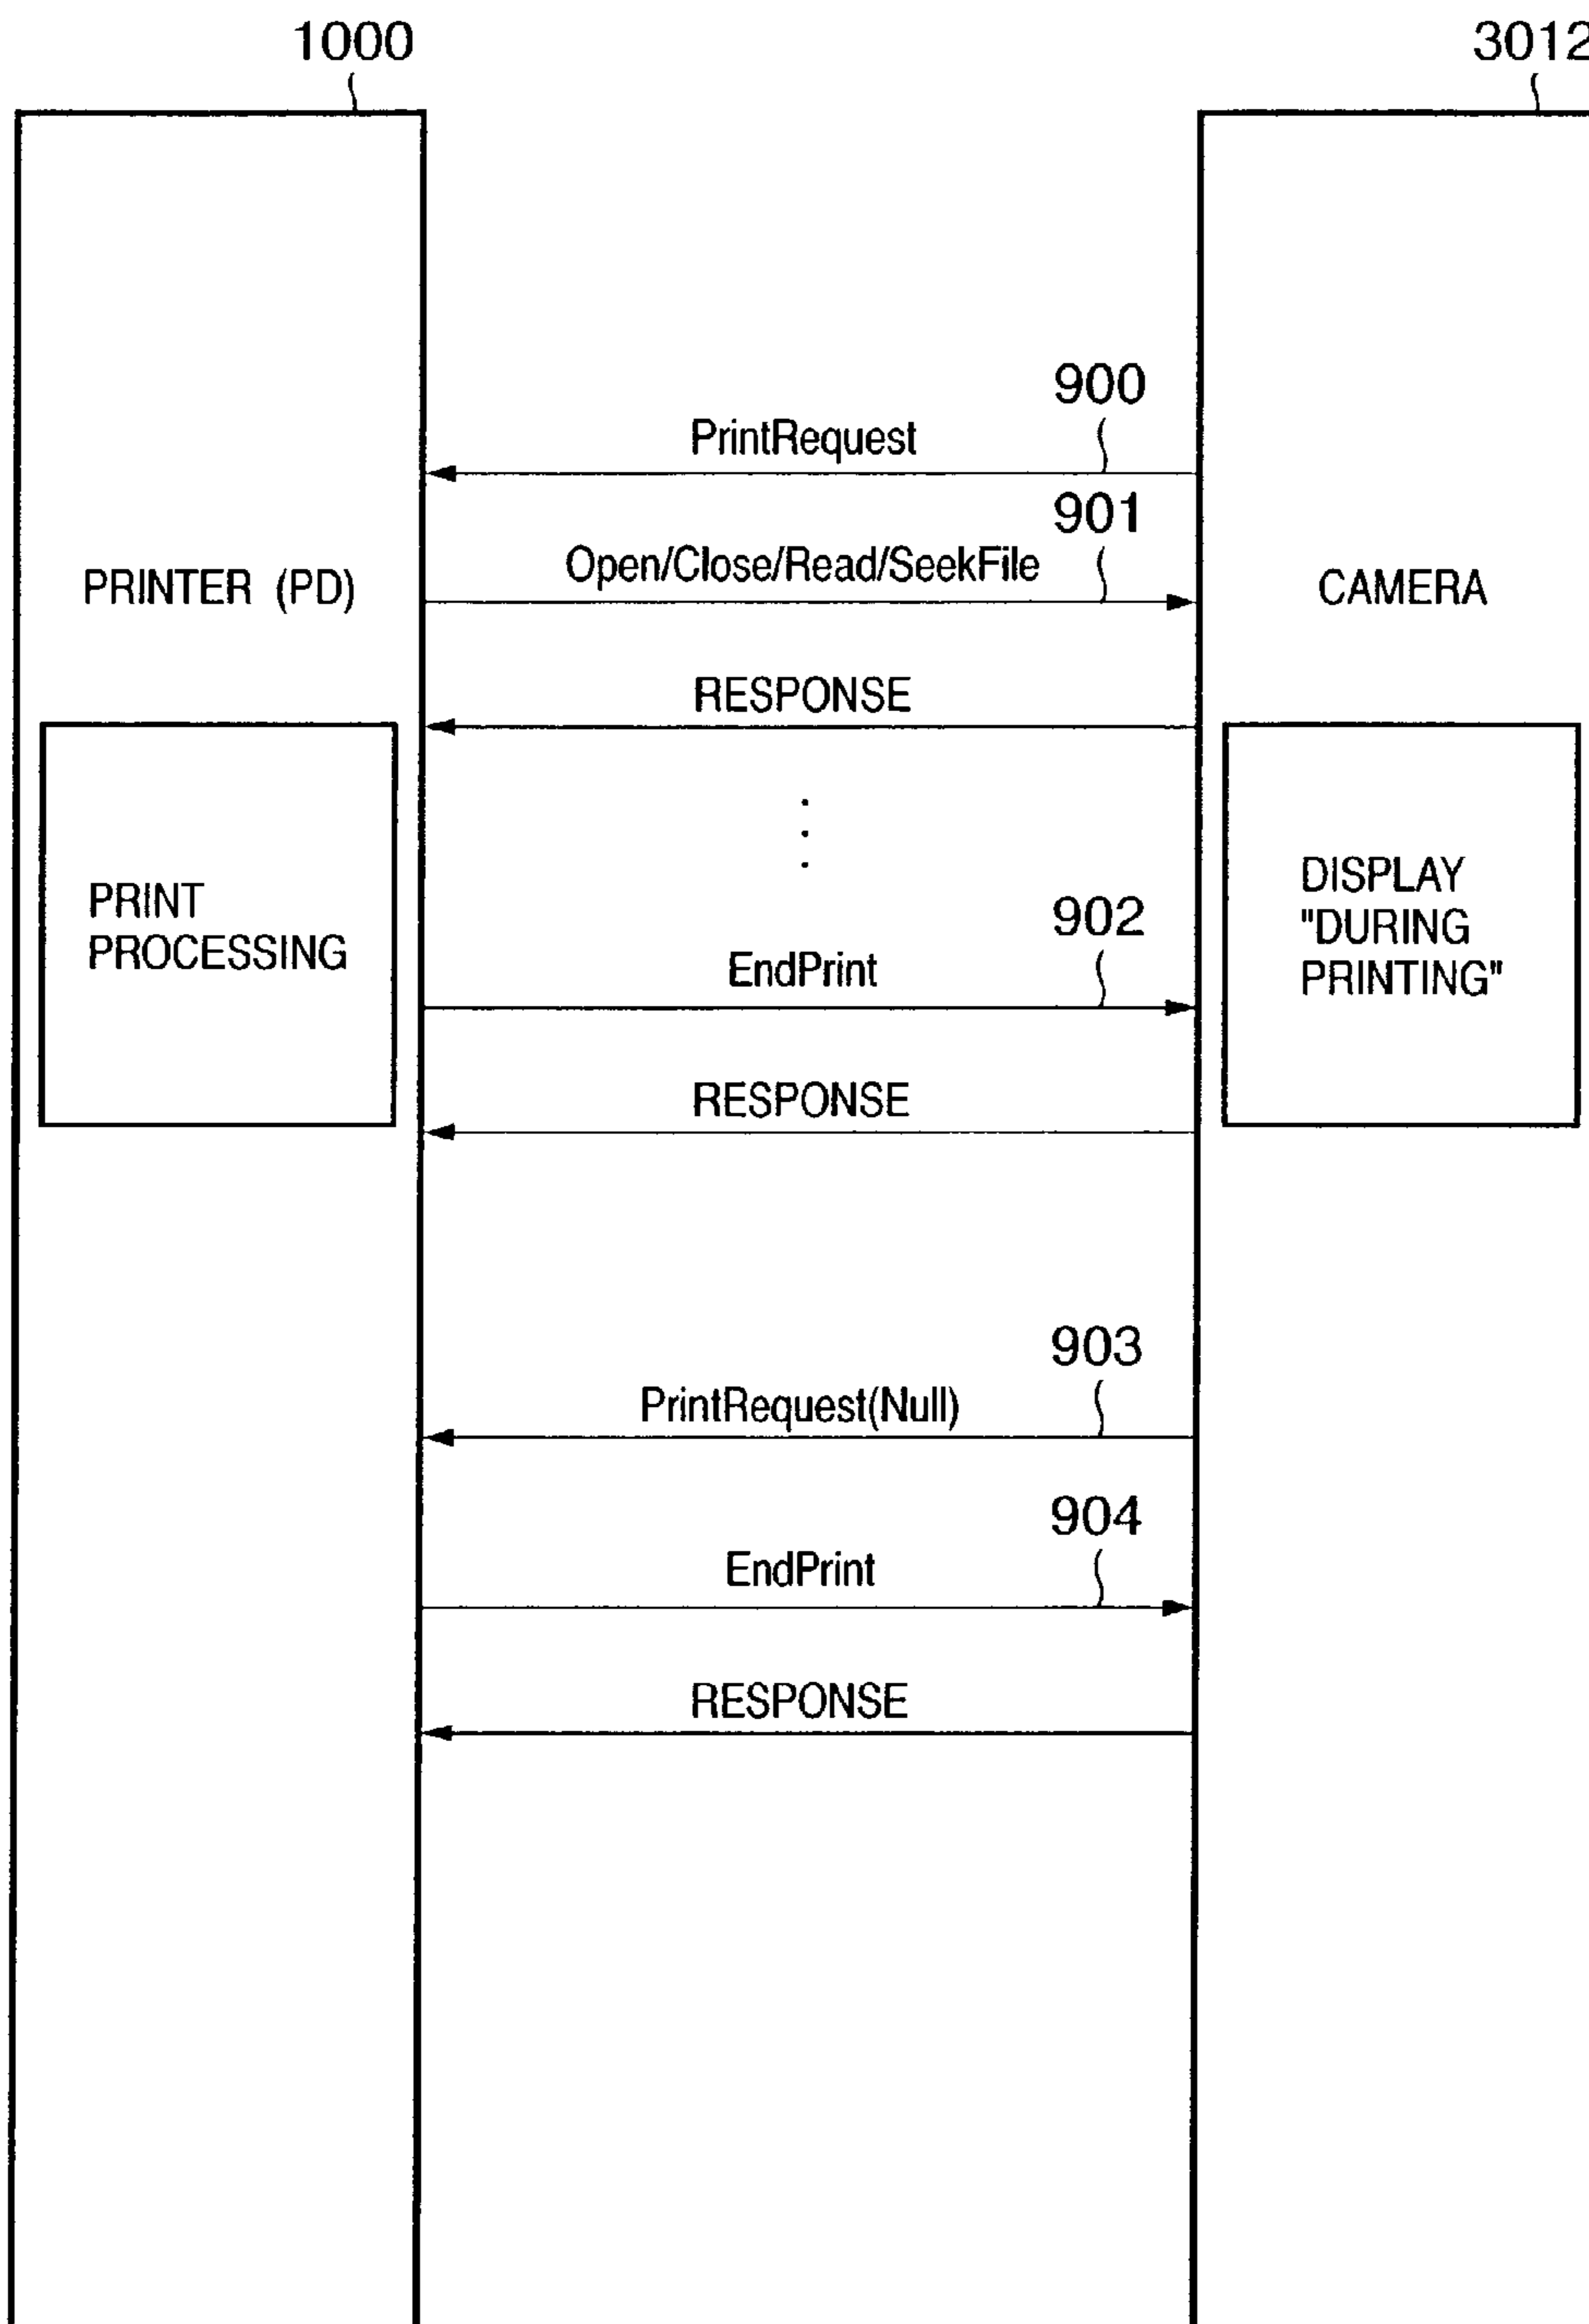 1000
3012
900
PrintRequest
901
Open/Close/Read/SeekFile
PRINTER (PD)
CAMERA
RESPONSE
PRINT
PROCESSING
DISPLAY
"DURING
PRINTING"
902
EndPrint
RESPONSE
903
PrintRequest(Null)
904
EndPrint
RESPONSE